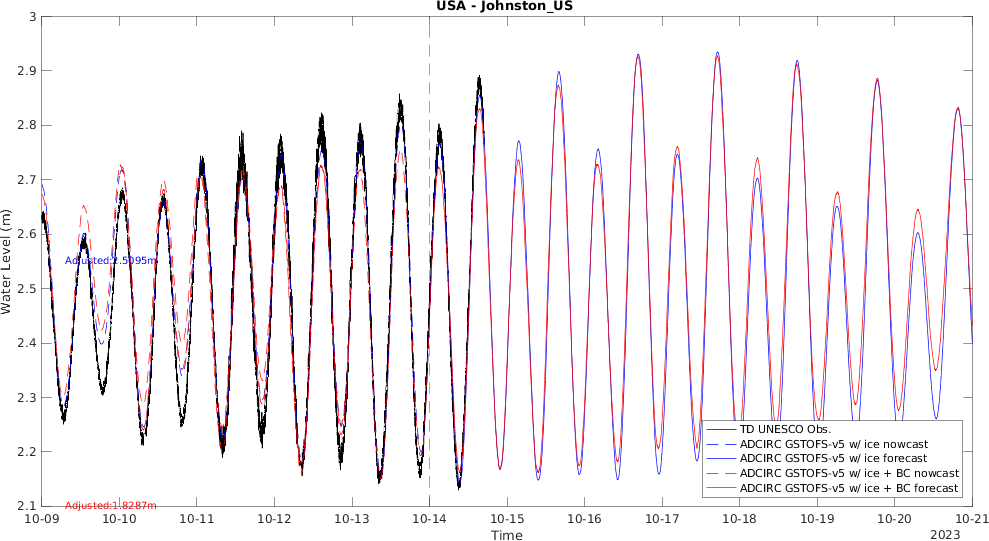 USA - Johnston_US
3
2.9
2.8
2.7
2.6
2.5
2.4
2.3
2.2
2.1
Water Level (m)
Adjusted:2.5095m
Adjusted:1.8287m
TD UNESCO Obs.
ADCIRC GSTOFS-v5 w/ ice nowcast
ADCIRC GSTOFS-v5 w/ ice forecast
ADCIRC GSTOFS-v5 w/ ice + BC nowcast
ADCIRC GSTOFS-v5 w/ ice + BC forecast
10-09 10-10 10-11 10-12 10-13 10-14 10-15 10-16 10-17 10-18 10-19 10-20 10-21
Time
2023